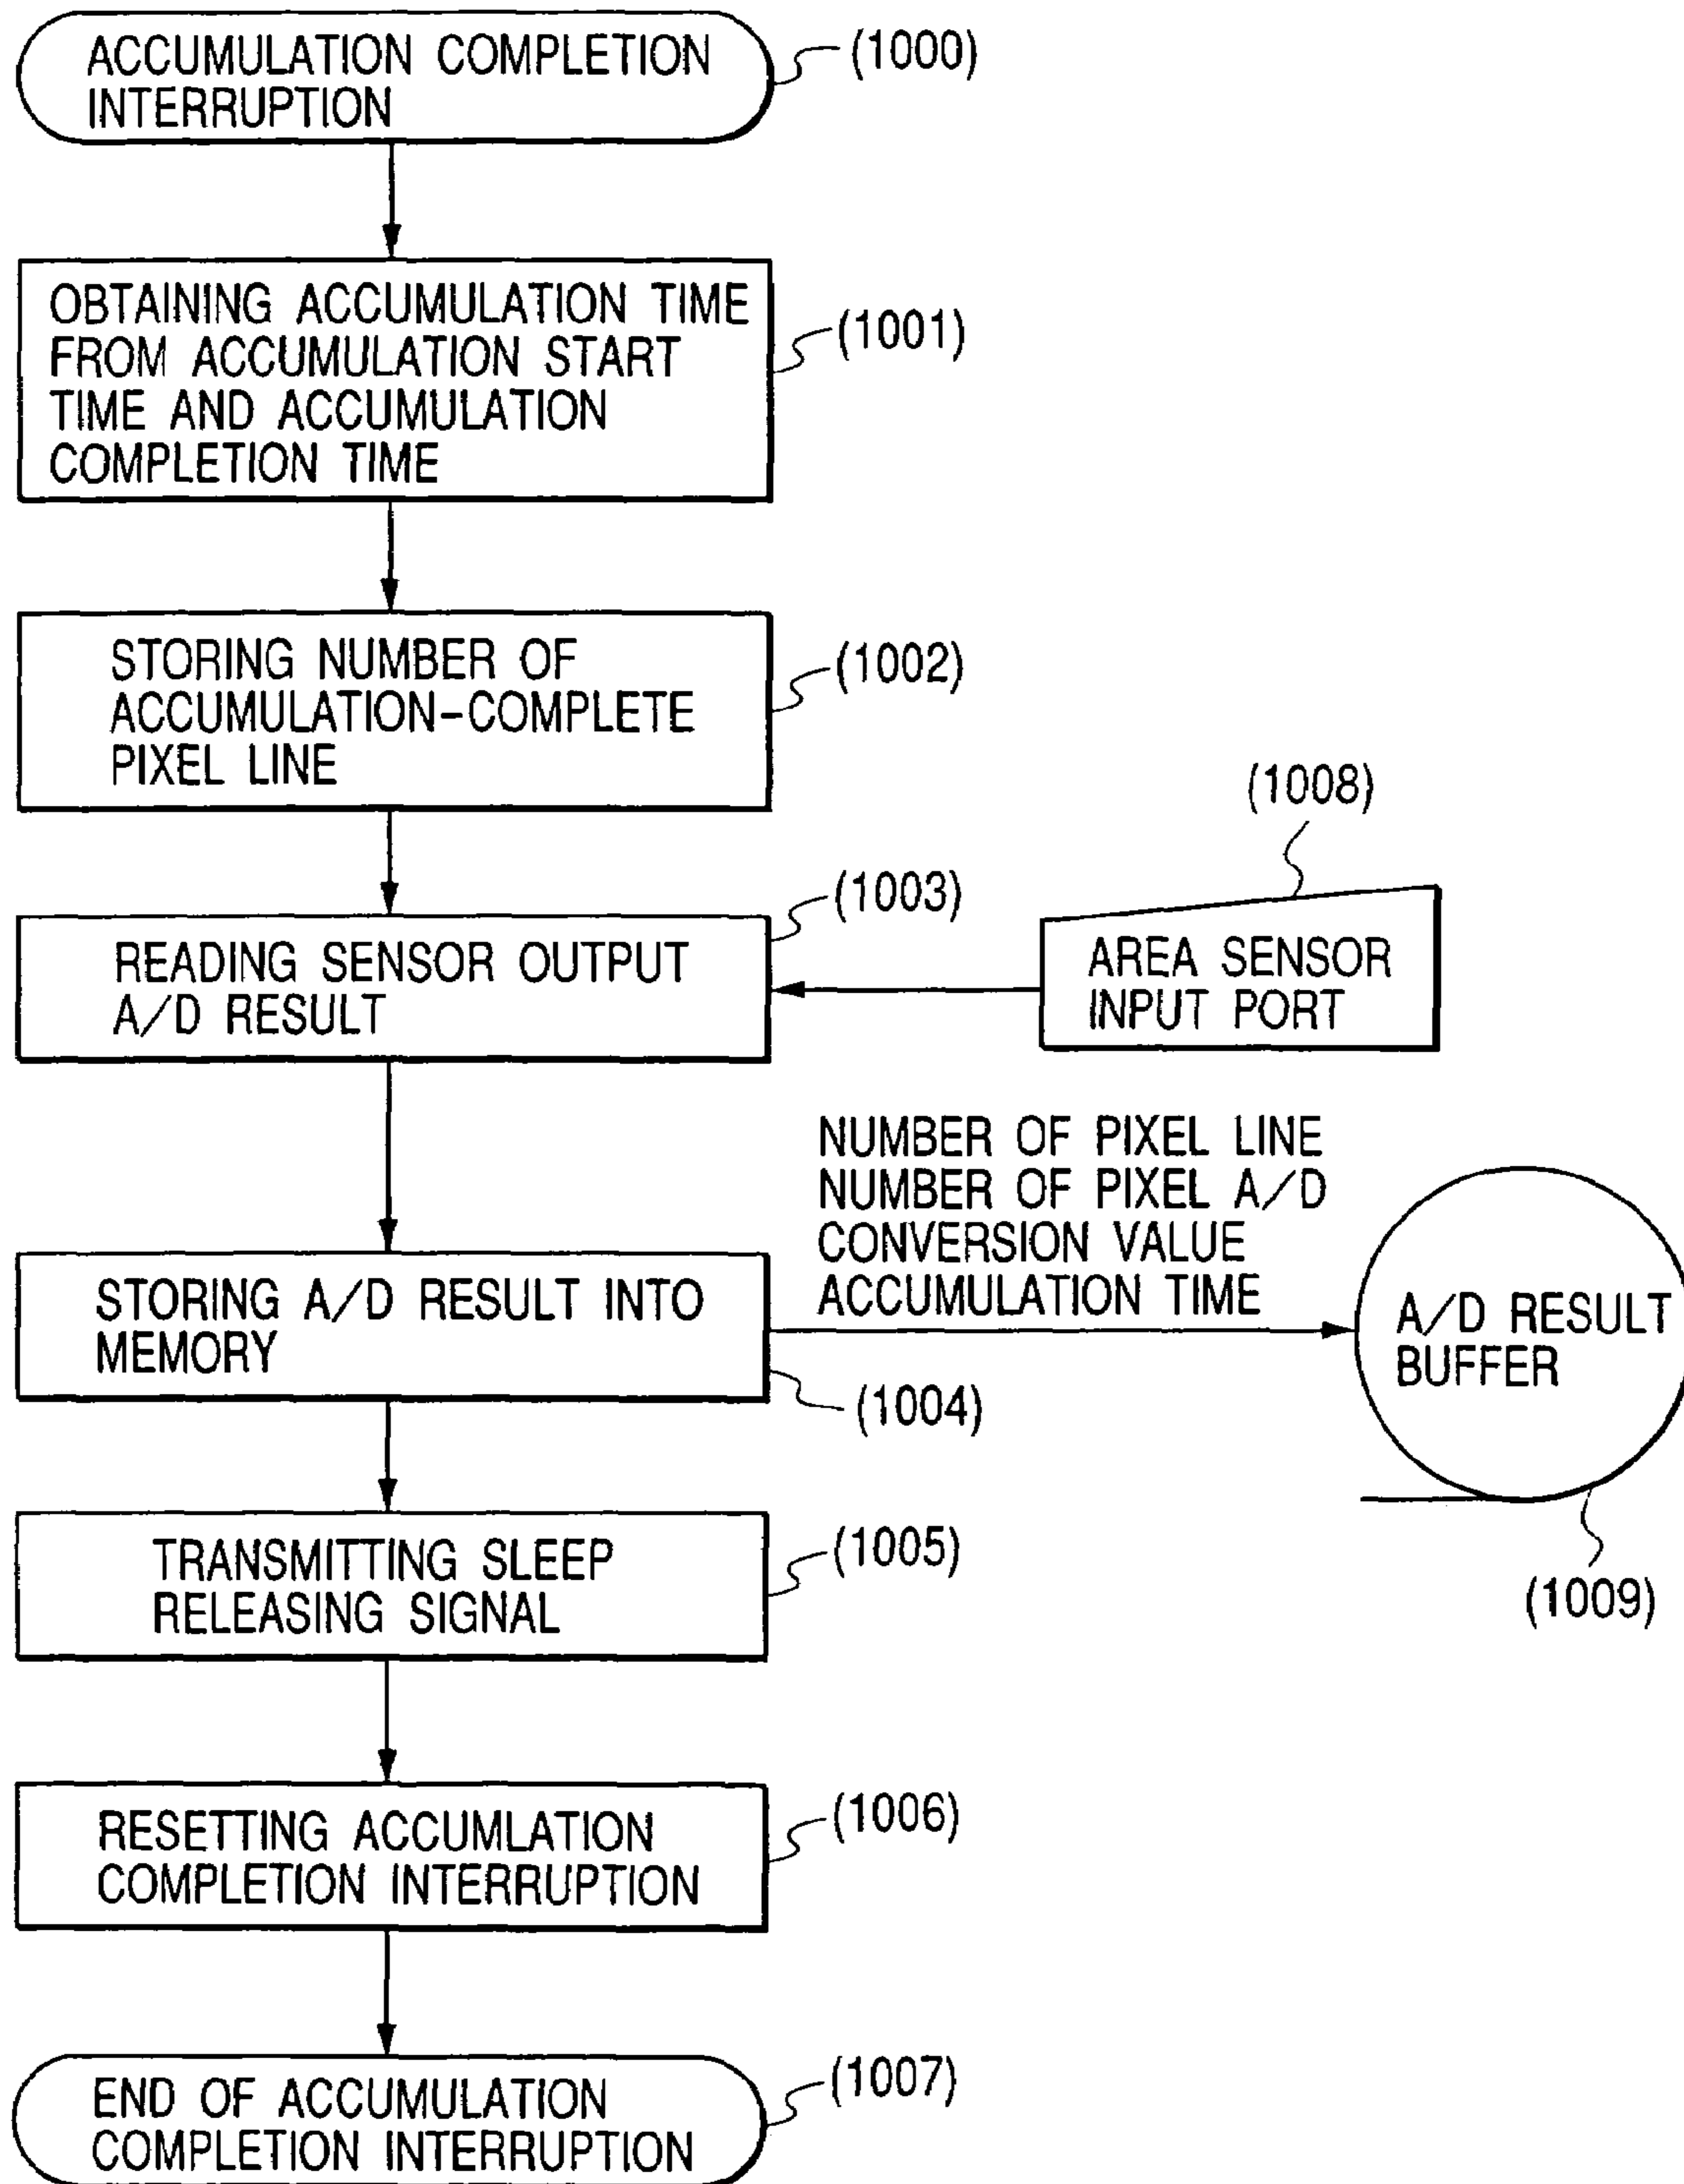 ACCUMULATION COMPLETION
INTERRUPTION
(1000)
OBTAINING ACCUMULATION TIME
FROM ACCUMULATION START
TIME AND ACCUMULATION
COMPLETION TIME
(1001)
STORING NUMBER OF
ACCUMULATION-COMPLETE
PIXEL LINE
(1002)
(1008)
(1003)
READING SENSOR OUTPUT
A/D RESULT
AREA SENSOR
INPUT PORT
NUMBER OF PIXEL LINE
NUMBER OF PIXEL A/D
CONVERSION VALUE
ACCUMULATION TIME
STORING A/D RESULT INTO
MEMORY
(1004)
A/D RESULT
BUFFER
(1009)
TRANSMITTING SLEEP
RELEASING SIGNAL
(1005)
RESETTING ACCUMLATION
COMPLETION INTERRUPTION
(1006)
END OF ACCUMULATION
COMPLETION INTERRUPTION
(1007)